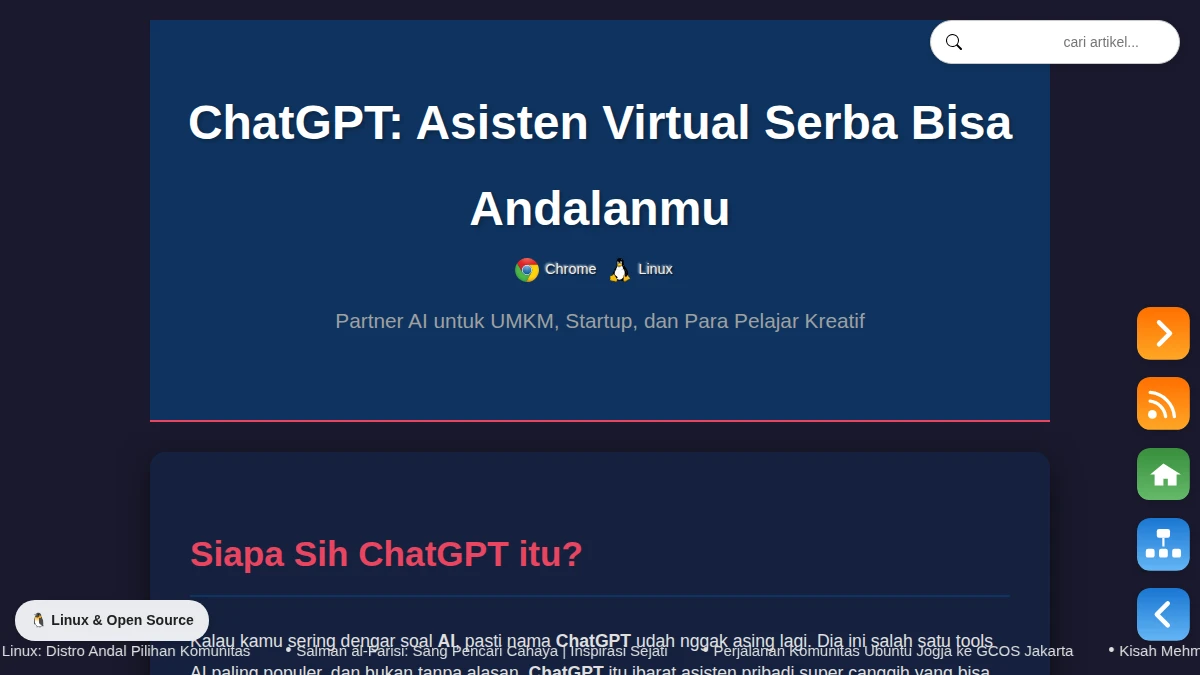 cari artikel...
ChatGPT: Asisten Virtual Serba Bisa
Andalanmu
Chrome Linux
Partner AI untuk UMKM, Startup, dan Para Pelajar Kreatif
Siapa Sih ChatGPT itu?
Linux & Open Source
Kalau kamu sering dengar soal AI, pasti nama ChatGPT udah nggak asing lagi. Dia ini salah satu tools
Linux: Distro Andal Pilihan Komunitas • Salman al-Farisi: Sang Pencari Cahaya | Inspirasi Sejati • Perjalanan Komunitas Ubuntu Jogja ke GCOS Jakarta • Kisah Mehm
AI paling populer, dan bukan tanpa alasan. ChatGPT itu ibarat asisten pribadi super canggih yang bisa